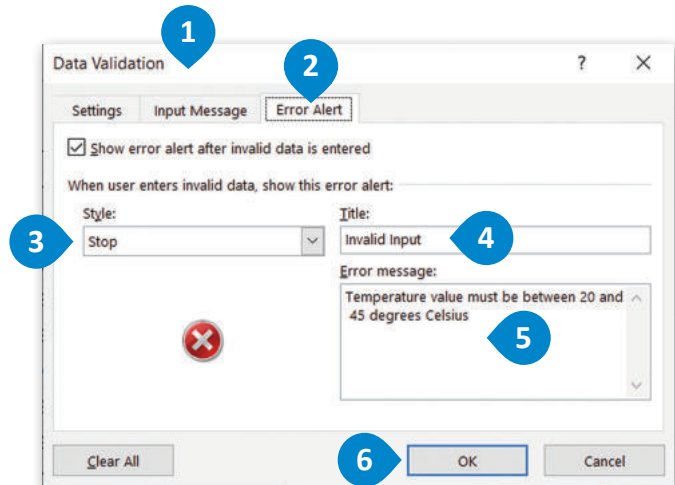 1
Data Validation
?
2
Settings
Input Message
Error Alert
Show error alert after invalid data is entered
When user enters invalid data, show this error alert:
Style:
Title:
3
Stop
Invalid Input
4
Error message:
Temperature value must be between 20 and
45 degrees Celsius
5
Clear All
6
OK
Cancel